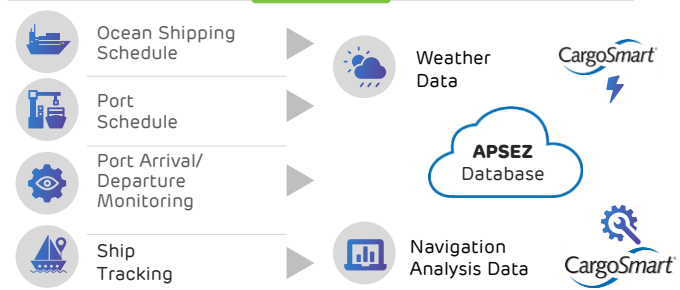 Ocean Shipping
Schedule
Port
Schedule
Port Arrival/
Departure
Monitoring
Ship
Tracking
Weather
Data
APSEZ
Database
Navigation
Analysis Data
CargoSmart
CargoSmart